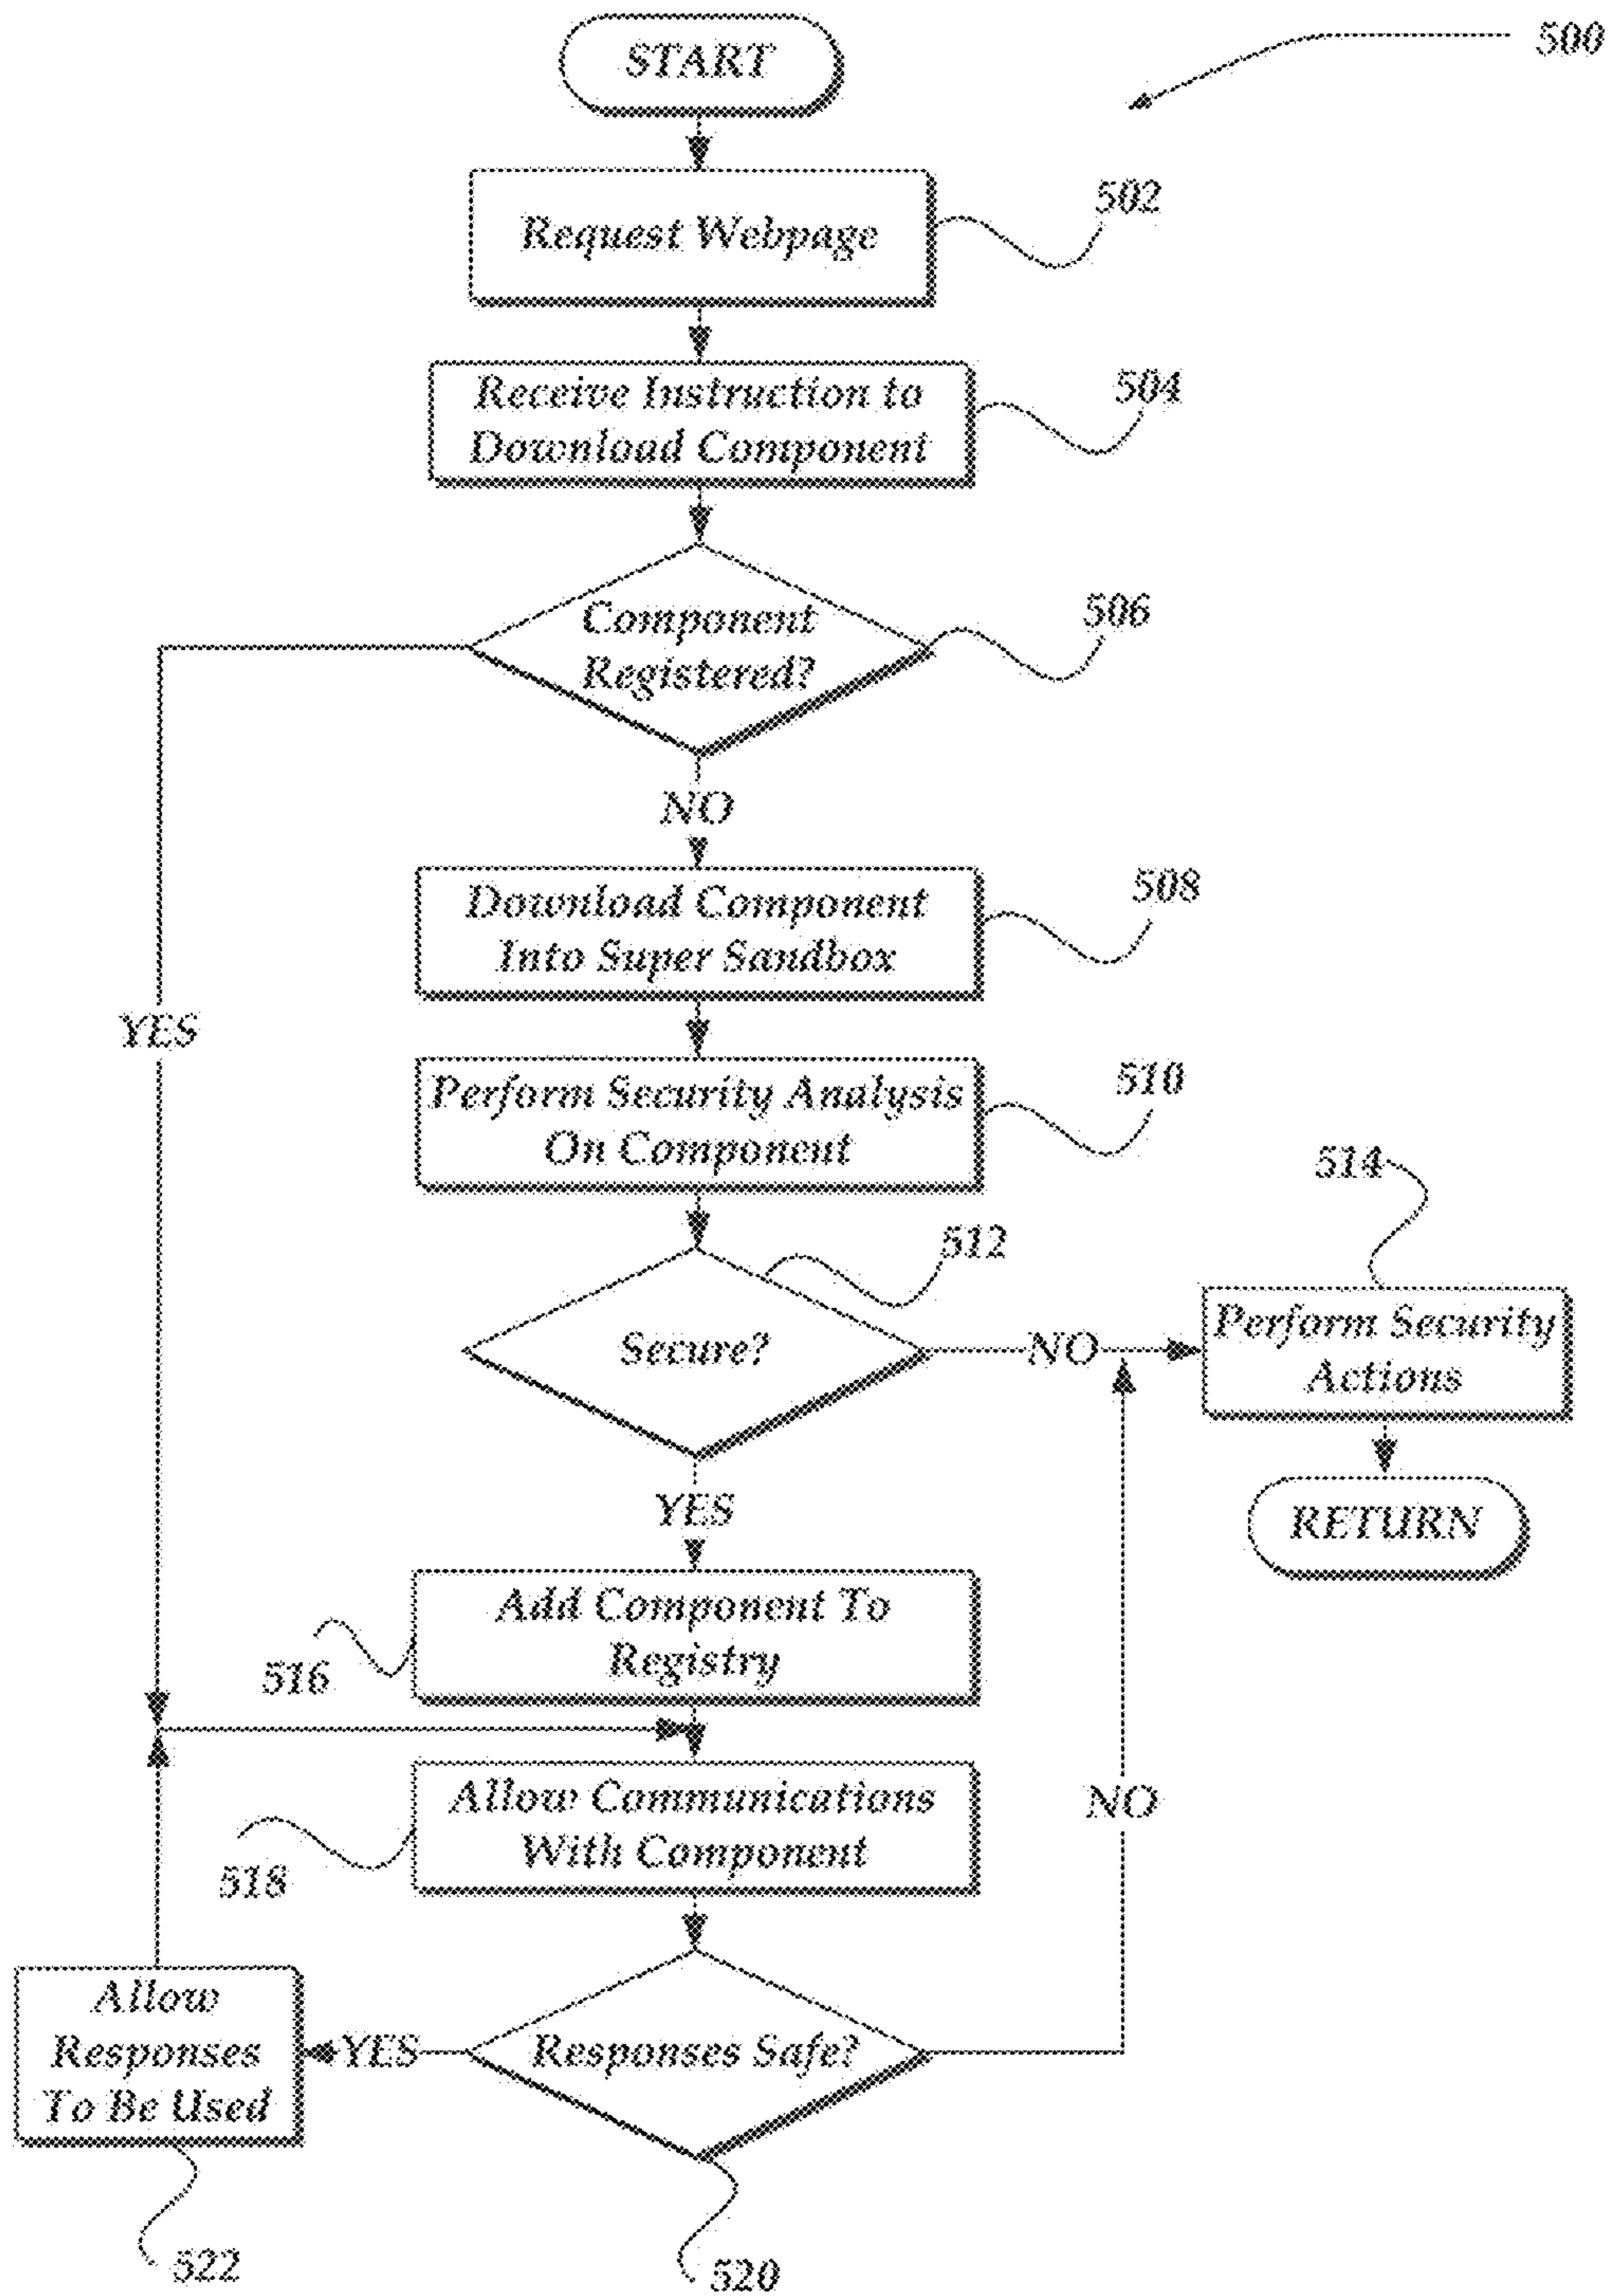 START
500
Request Webpage
502
Receive Instruction to
Download Component
504
Component
Registered?
506
NO
Download Component
Into Super Sandbox
508
YES
Perform Security Analysis
On Component
510
514
512
Secure?
NO
Perform Security
Actions
YES
RETURN
Add Component To
Registry
516
Allow Communications
With Component
NO
518
Allow
Responses
To Be Used
YES
Responses Safe?
522
520